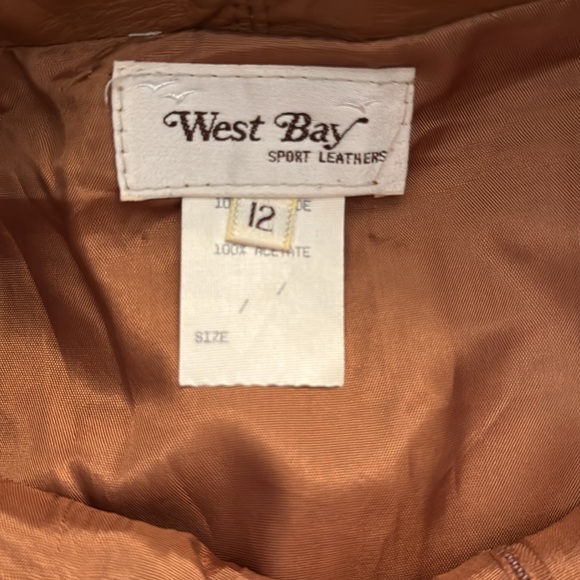 West Bay
SPORT LEATHERS
12
100% ACETATE
SIZE